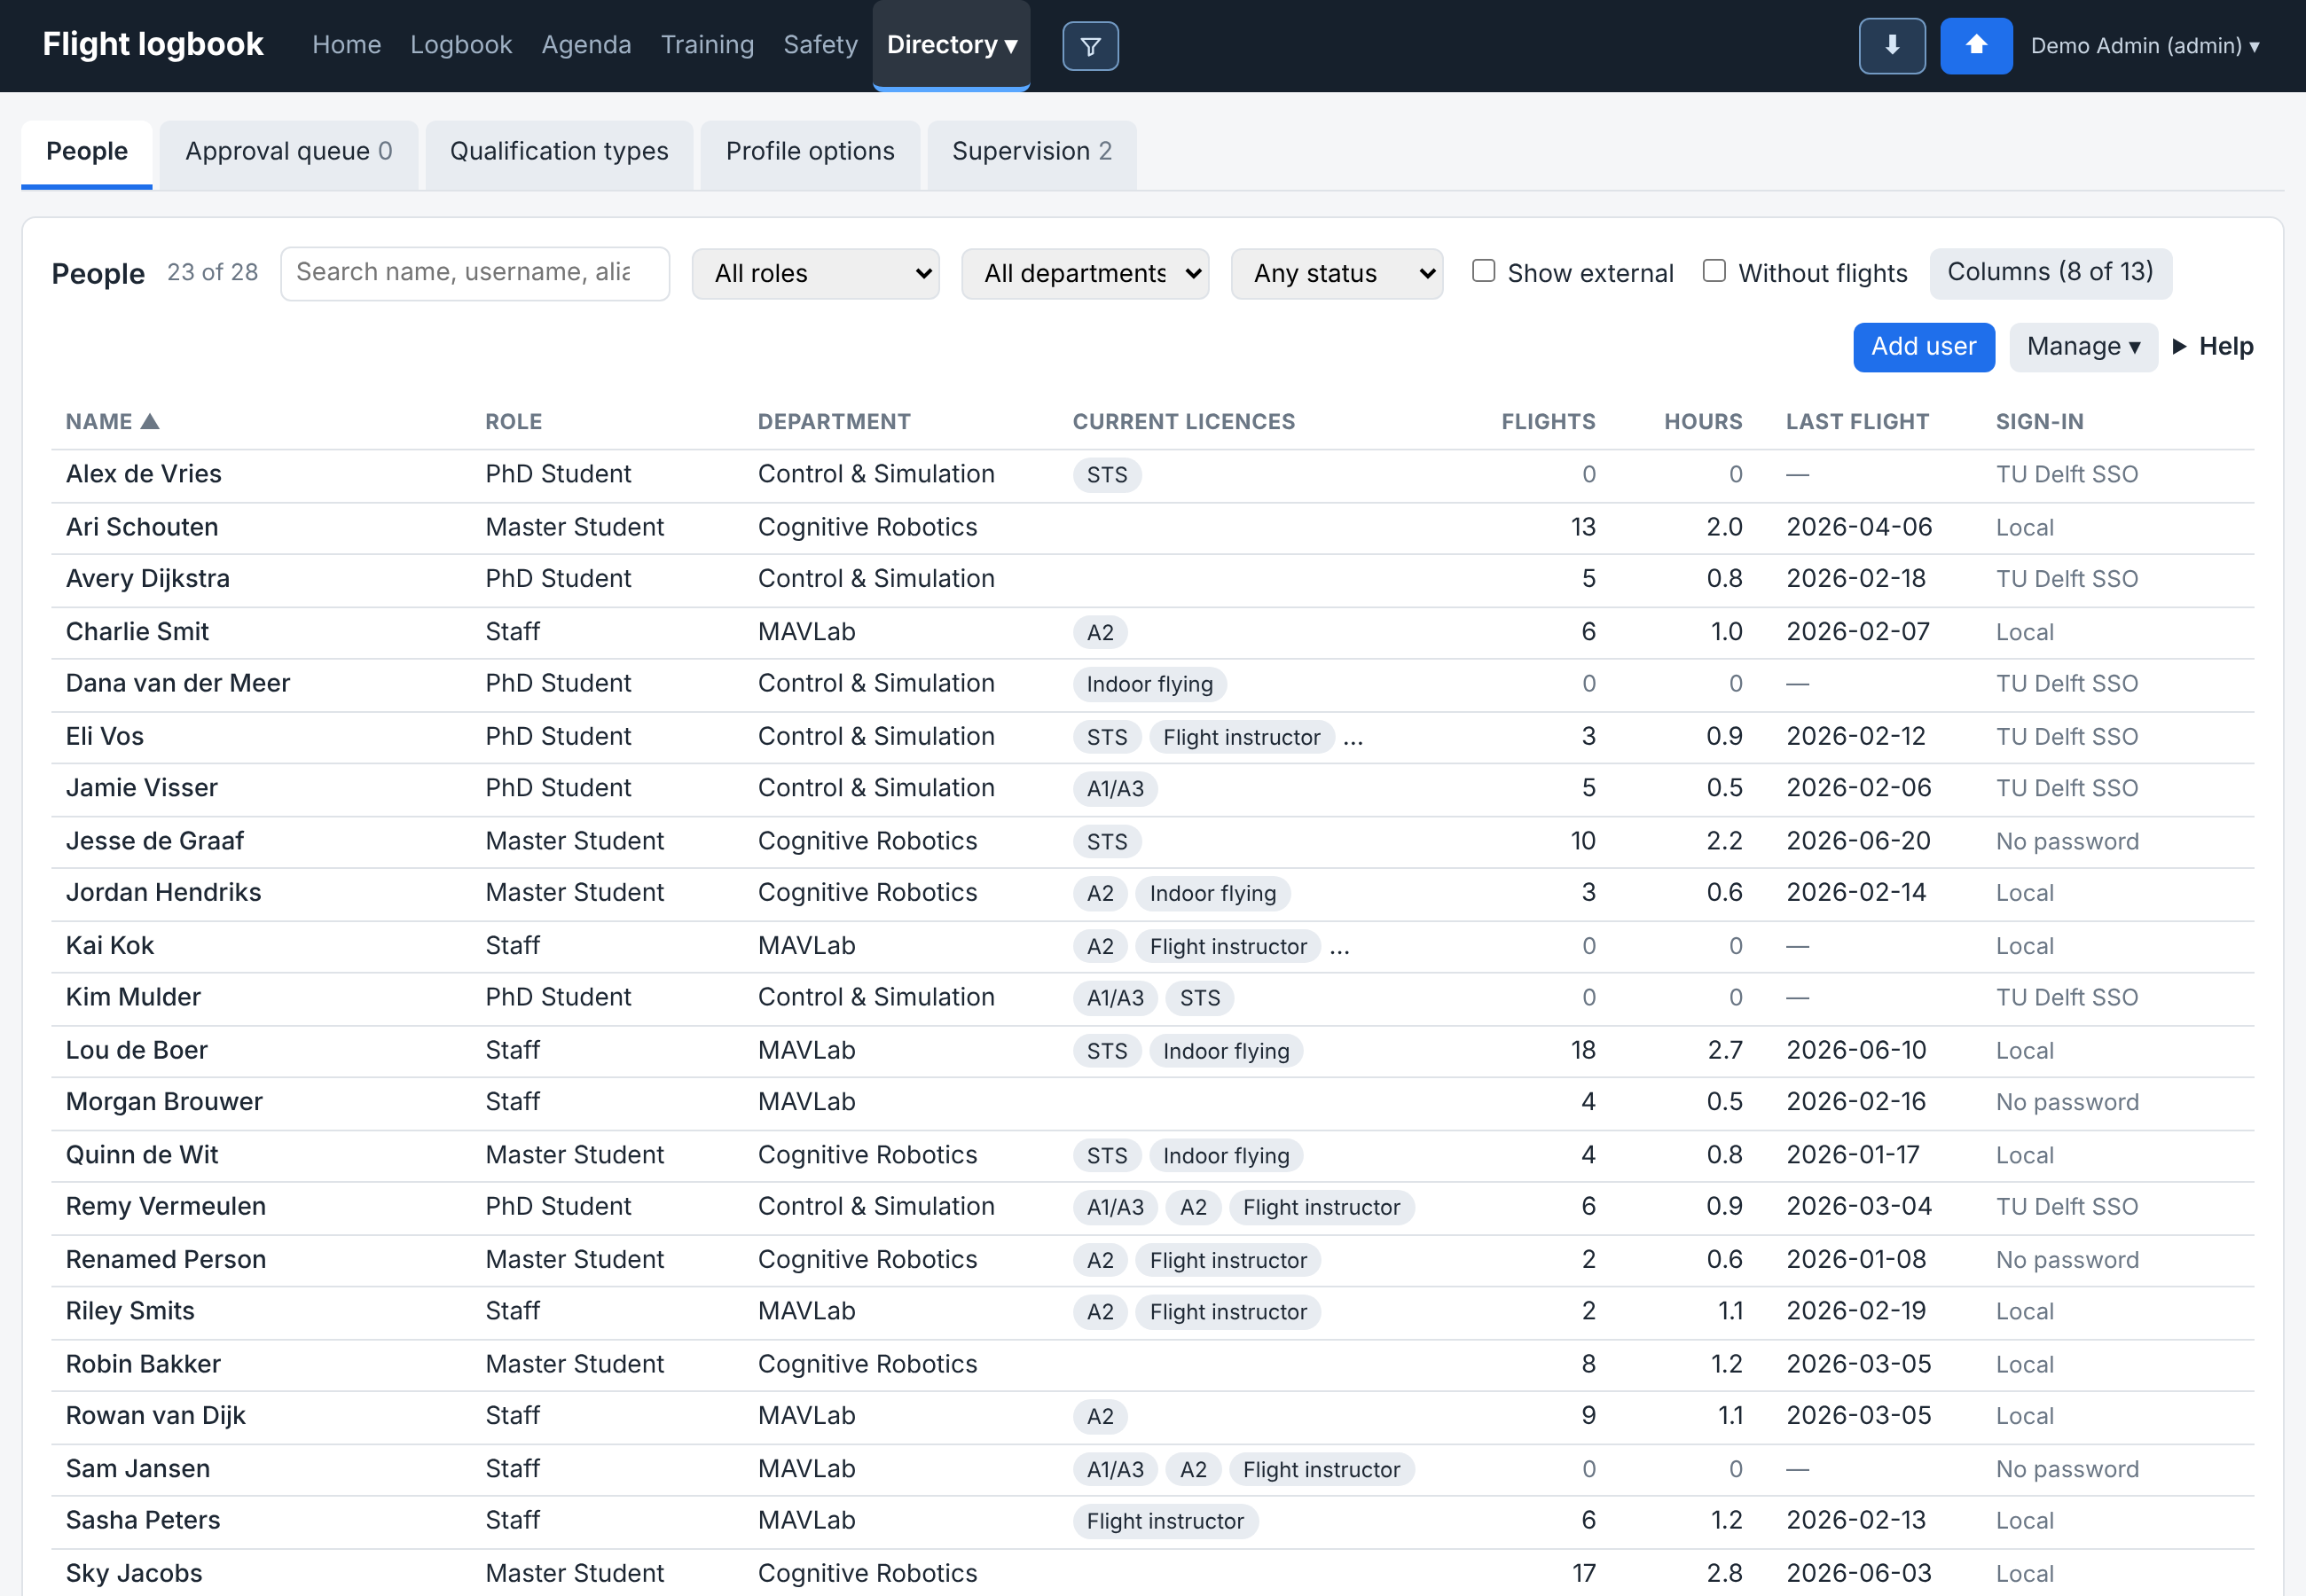 Flight logbook Home Logbook Agenda Training Safety Directory ▾ Demo Admin (admin) ▾
People Approval queue 0 Qualification types Profile options Supervision 2
People 23 of 28 Search name, username, alia All roles All departments Any status Show external Without flights Columns (8 of 13)
Add user Manage ▾ ▶ Help
NAME ▲ ROLE DEPARTMENT CURRENT LICENCES FLIGHTS HOURS LAST FLIGHT SIGN-IN
Alex de Vries PhD Student Control & Simulation STS 0 0 — TU Delft SSO
Ari Schouten Master Student Cognitive Robotics 13 2.0 2026-04-06 Local
Avery Dijkstra PhD Student Control & Simulation 5 0.8 2026-02-18 TU Delft SSO
Charlie Smit Staff MAVLab A2 6 1.0 2026-02-07 Local
Dana van der Meer PhD Student Control & Simulation Indoor flying 0 0 — TU Delft SSO
Eli Vos PhD Student Control & Simulation STS Flight instructor ... 3 0.9 2026-02-12 TU Delft SSO
Jamie Visser PhD Student Control & Simulation A1/A3 5 0.5 2026-02-06 TU Delft SSO
Jesse de Graaf Master Student Cognitive Robotics STS 10 2.2 2026-06-20 No password
Jordan Hendriks Master Student Cognitive Robotics A2 Indoor flying 3 0.6 2026-02-14 Local
Kai Kok Staff MAVLab A2 Flight instructor ... 0 0 — Local
Kim Mulder PhD Student Control & Simulation A1/A3 STS 0 0 — TU Delft SSO
Lou de Boer Staff MAVLab STS Indoor flying 18 2.7 2026-06-10 Local
Morgan Brouwer Staff MAVLab 4 0.5 2026-02-16 No password
Quinn de Wit Master Student Cognitive Robotics STS Indoor flying 4 0.8 2026-01-17 Local
Remy Vermeulen PhD Student Control & Simulation A1/A3 A2 Flight instructor 6 0.9 2026-03-04 TU Delft SSO
Renamed Person Master Student Cognitive Robotics A2 Flight instructor 2 0.6 2026-01-08 No password
Riley Smits Staff MAVLab A2 Flight instructor 2 1.1 2026-02-19 Local
Robin Bakker Master Student Cognitive Robotics 8 1.2 2026-03-05 Local
Rowan van Dijk Staff MAVLab A2 9 1.1 2026-03-05 Local
Sam Jansen Staff MAVLab A1/A3 A2 Flight instructor 0 0 — No password
Sasha Peters Staff MAVLab Flight instructor 6 1.2 2026-02-13 Local
Sky Jacobs Master Student Cognitive Robotics 17 2.8 2026-06-03 Local